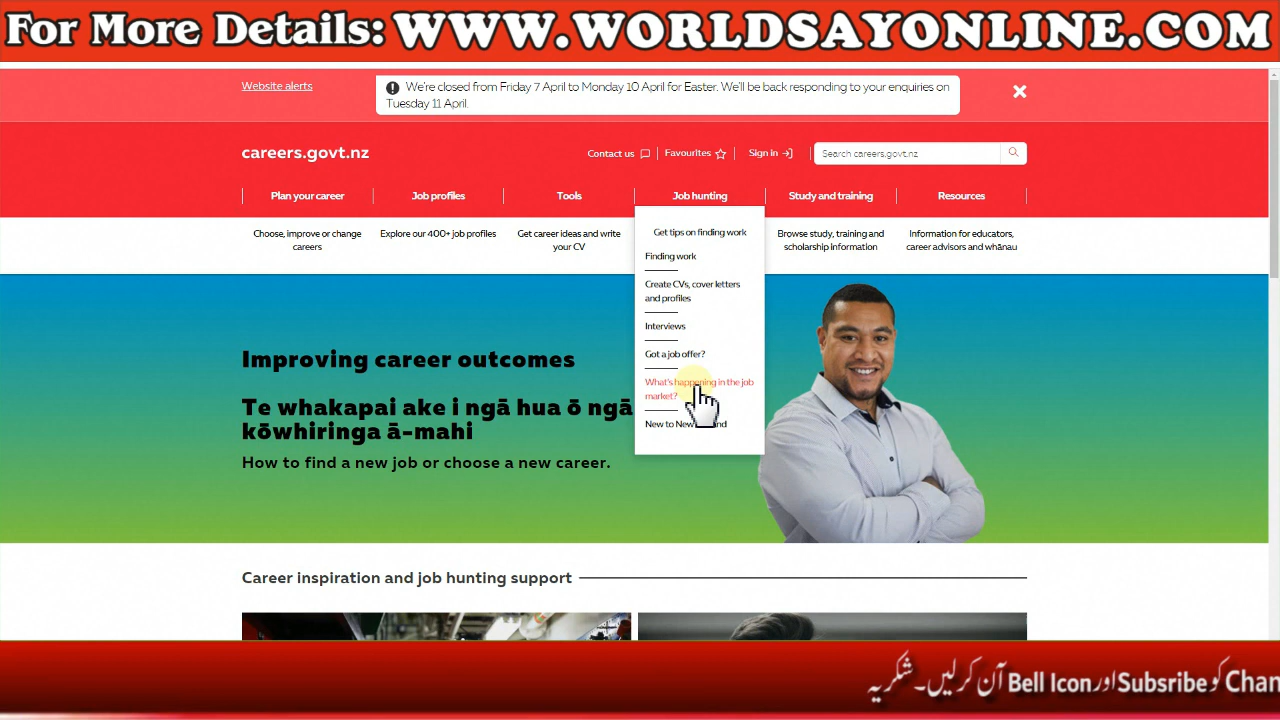 For More Details: WWW.WORLDSAYONLINE.COM
Website alerts
We're closed from Friday 7 April to Monday 10 April for Easter. We'll be back responding to your enquiries on
Tuesday 11 April.
careers.govt.nz
Contact us
Favourites
Sign in
Search careers.govt.nz
Plan your career
Job profiles
Tools
Job hunting
Study and training
Resources
Choose, improve or change
careers
Explore our 400+ job profiles
Get career ideas and write
your CV
Get tips on finding work
Browse study, training and
scholarship information
Information for educators,
career advisors and whānau
Finding work
Create CVs, cover letters
and profiles
Interviews
Got a job offer?
What's happening in the job
market?
New to New
Improving career outcomes
Te whakapai ake i ngā hua ō ngā
kōwhiringa ā-mahi
How to find a new job or choose a new career.
Career inspiration and job hunting support
Chan کو Subsribe اور Bell Icon آن کرلیں۔ شکریہ